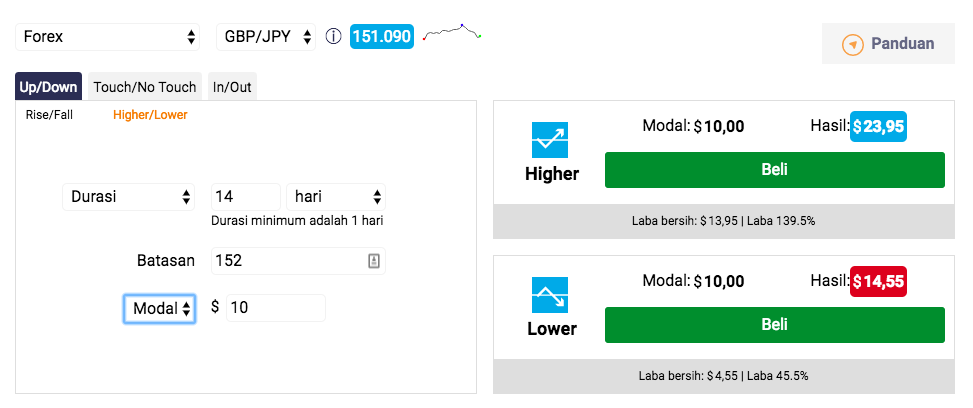 Forex
GBP/JPY
151.090
Panduan
Up/Down
Touch/No Touch
In/Out
Rise/Fall
Higher/Lower
Durasi
14
hari
Durasi minimum adalah 1 hari
Batasan
152
Modal
$
10
Higher
Modal: $10,00
Hasil: $23,95
Beli
Laba bersih: $13,95 | Laba 139.5%
Lower
Modal: $10,00
Hasil: $14,55
Beli
Laba bersih: $4,55 | Laba 45.5%